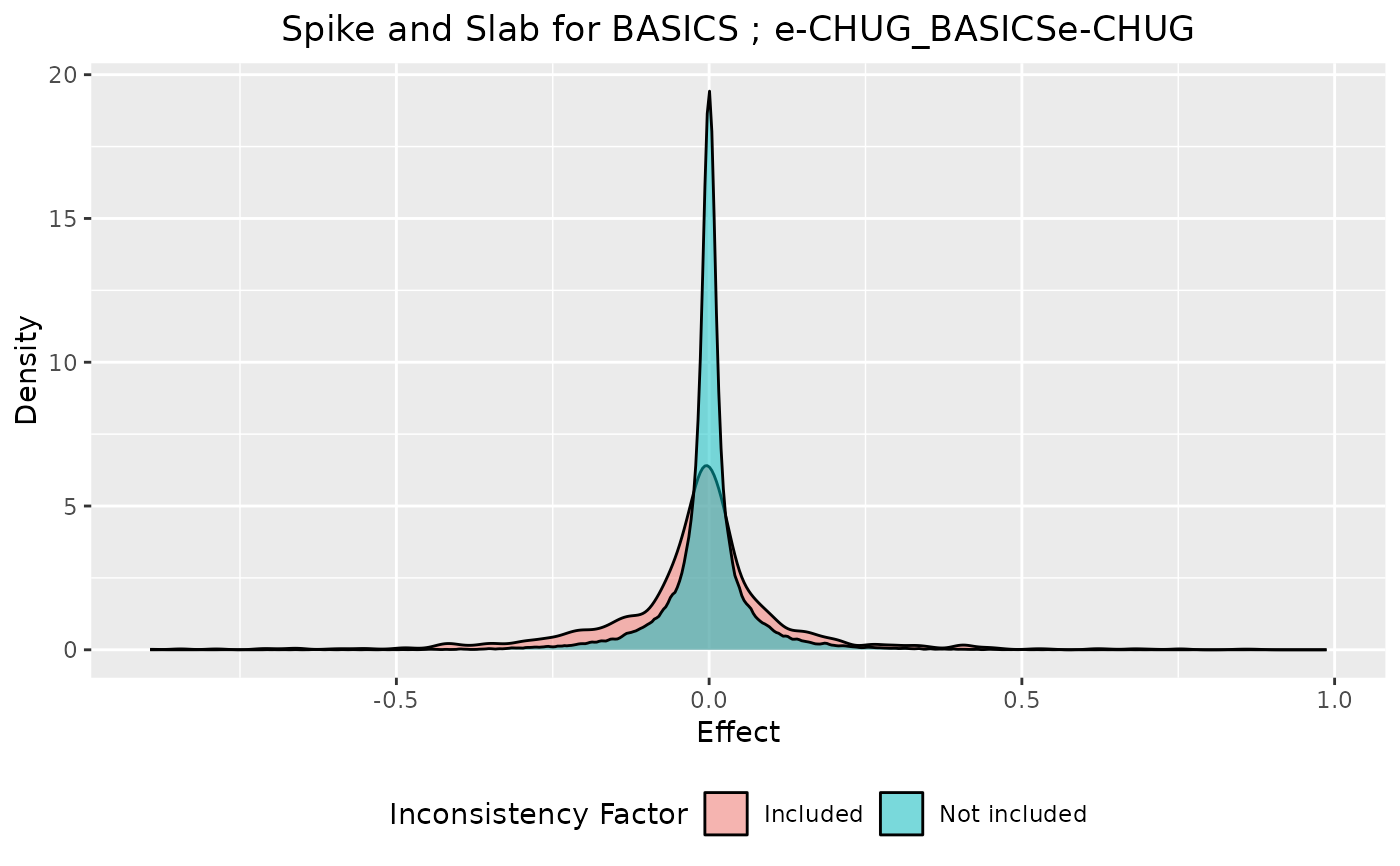 Spike and Slab for BASICS ; e-CHUG_BASICSe-CHUG
20
15
10
5
0
Density
-0.5 0.0 0.5 1.0
Effect
Inconsistency Factor Included Not included